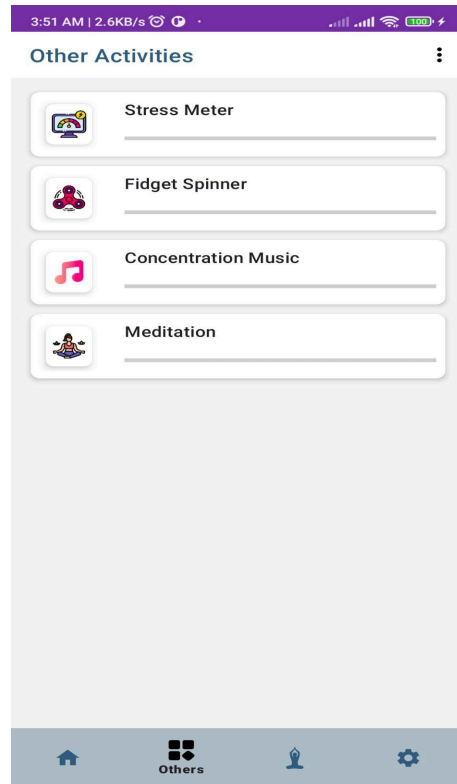 3:51 AM | 2.6KB/s
100
Other Activities
Stress Meter
Fidget Spinner
Concentration Music
Meditation
Others